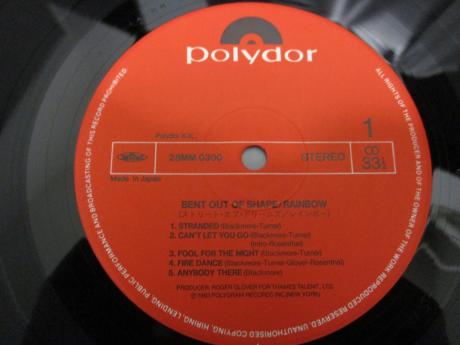 polydor
Polydor K.K.,
1
28MM 0300
STEREO
33⅓
Made in Japan
BENT OUT OF SHAPE/RAINBOW
(ストリート・オブ・ドリームス/レインボー)
1. STRANDED (Blackmore-Turner)
2. CAN'T LET YOU GO (Blackmore-Turner)
(Intro-Rosenthal)
3. FOOL FOR THE NIGHT (Blackmore-Turner)
4. FIRE DANCE (Blackmore-Turner-Glover-Rosenthal)
5. ANYBODY THERE (Blackmore)
PRODUCER: ROGER GLOVER FOR THAMES TALENT, LTD.
℗ 1983 POLYGRAM RECORDS INC.(NEW YORK)
ALL RIGHTS OF THE PRODUCER AND OF THE OWNER OF THE WORK REPRODUCED RESERVED. UNAUTHORISED COPYING, HIRING, LENDING, PUBLIC PERFORMANCE AND BROADCASTING OF THIS RECORD PROHIBITED